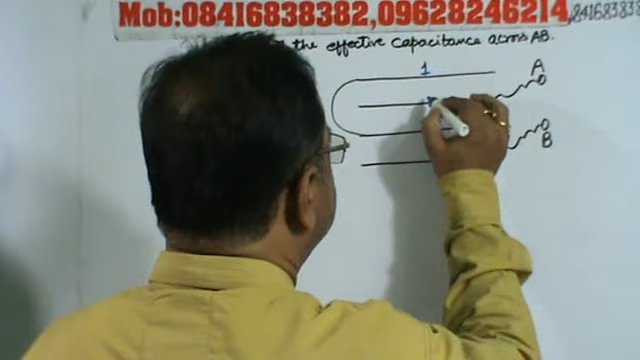 Mob:08416838382,09628246214
the effective capacitance across AB.
1
A
B